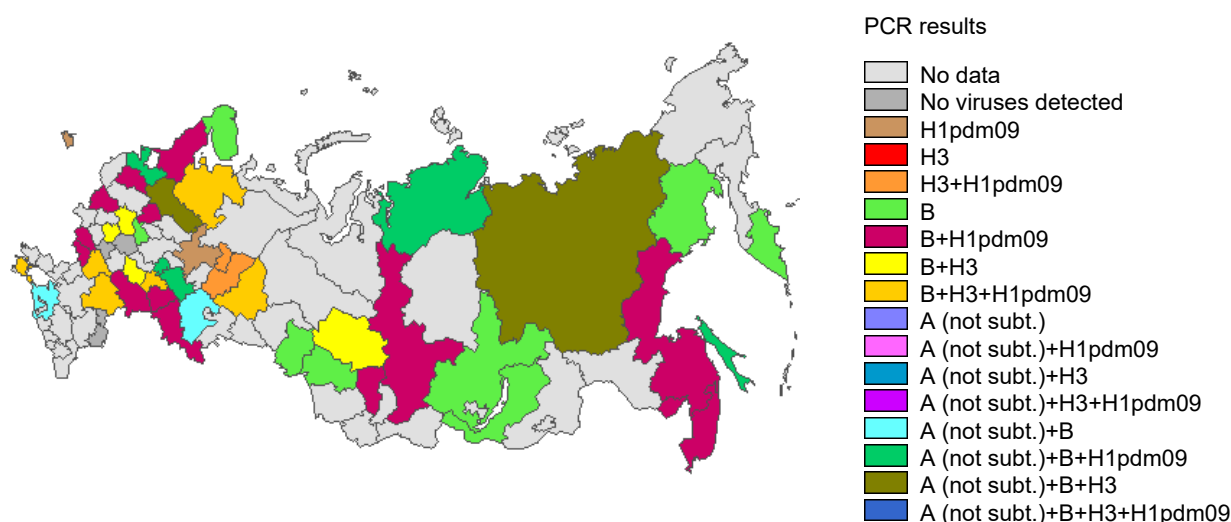 PCR results
No data
No viruses detected
H1pdm09
H3
H3+H1pdm09
B
B+H1pdm09
B+H3
B+H3+H1pdm09
A (not subt.)
A (not subt.)+H1pdm09
A (not subt.)+H3
A (not subt.)+H3+H1pdm09
A (not subt.)+B
A (not subt.)+B+H1pdm09
A (not subt.)+B+H3
A (not subt.)+B+H3+H1pdm09